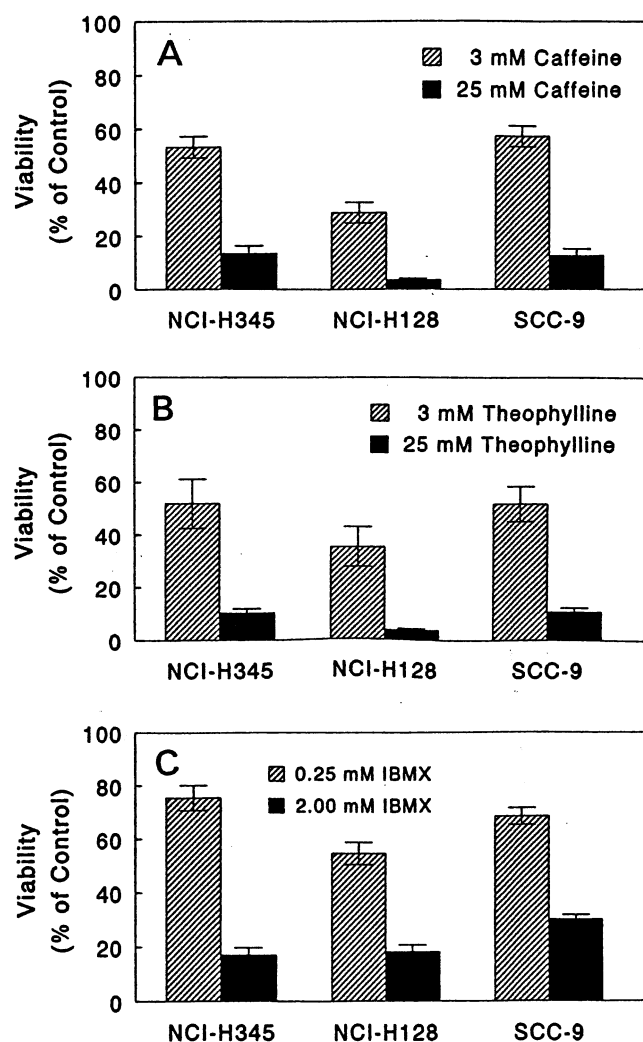 A
3 mM Caffeine
25 mM Caffeine
Viability
(% of Control)
100
80
60
40
20
0
NCI-H345 NCI-H128 SCC-9
B
3 mM Theophylline
25 mM Theophylline
Viability
(% of Control)
100
80
60
40
20
0
NCI-H345 NCI-H128 SCC-9
C
0.25 mM IBMX
2.00 mM IBMX
Viability
(% of Control)
100
80
60
40
20
0
NCI-H345 NCI-H128 SCC-9